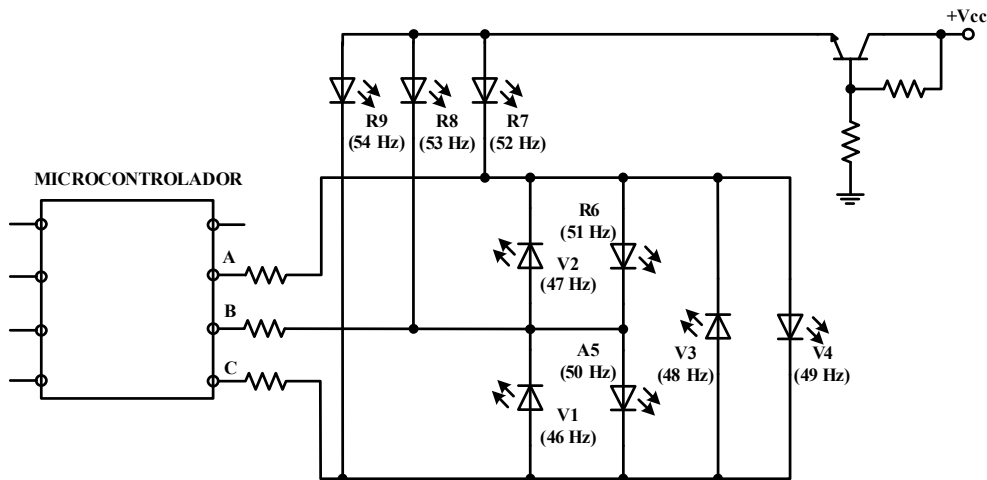 +Vcc
R9
(54 Hz)
R8
(53 Hz)
R7
(52 Hz)
MICROCONTROLADOR
A
B
C
R6
(51 Hz)
V2
(47 Hz)
A5
(50 Hz)
V1
(46 Hz)
V3
(48 Hz)
V4
(49 Hz)